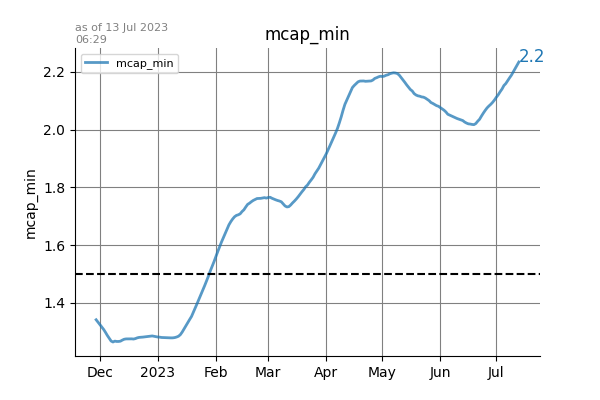 as of 13 Jul 2023
06:29
mcap_min
2.2
mcap_min
2.2
2.0
1.8
1.6
1.4
mcap_min
Dec 2023 Feb Mar Apr May Jun Jul